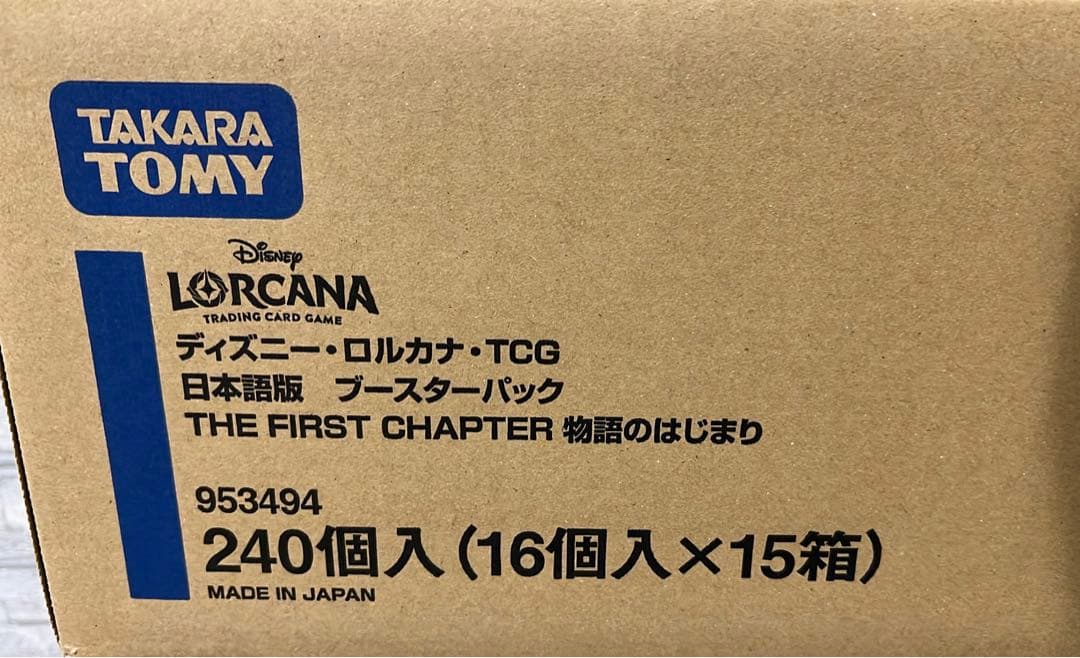 TAKARA
TOMY
Disney
LORCANA
TRADING CARD GAME
ディズニー・ロルカナ・TCG
日本語版　ブースターパック
THE FIRST CHAPTER 物語のはじまり
953494
240個入(16個入×15箱)
MADE IN JAPAN